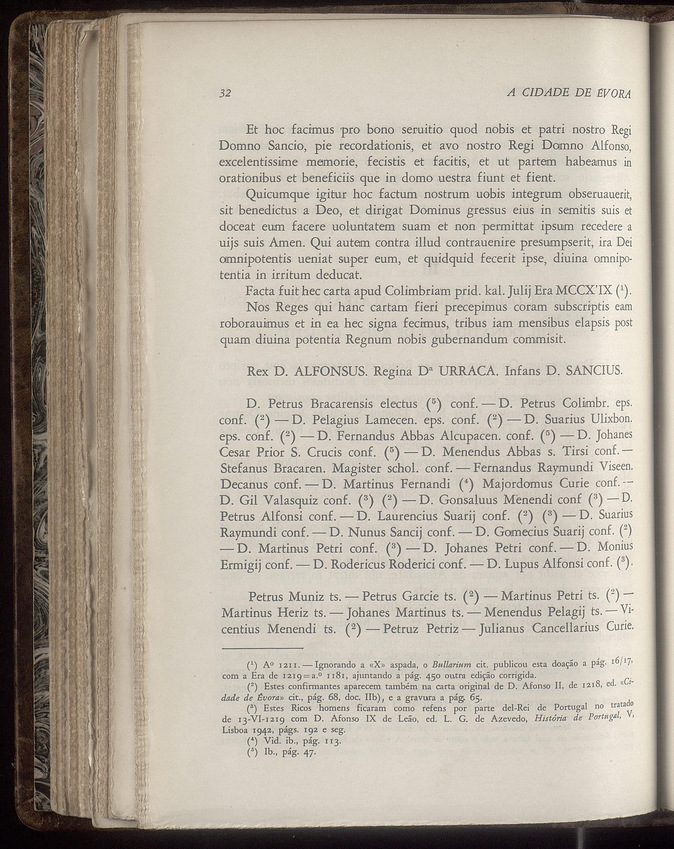 32
A CIDADE DE ÉVORA
Et hoc facimus pro bono seruitio quod nobis et patri nostro Regi
Domno Sancio, pie recordationis, et avo nostro Regi Domno Alfonso,
excelentissime memorie, fecistis et facitis, et ut partem habeamus in
orationibus et beneficiis que in domo uestra fiunt et fient.
Quicumque igitur hoc factum nostrum uobis integrum obseruauerit,
sit benedictus a Deo, et dirigat Dominus gressus eius in semitis suis et
doceat eum facere uoluntatem suam et non permittat ipsum recedere a
uijs suis Amen. Qui autem contra illud contrauenire presumpserit, ira Dei
omnipotentis ueniat super eum, et quidquid fecerit ipse, diuina omnipo-
tentia in irritum deducat.
Facta fuit hec carta apud Colimbriam prid. kal. Julij Era MCCX'IX (¹).
Nos Reges qui hanc cartam fieri precepimus coram subscriptis eam
roborauimus et in ea hec signa fecimus, tribus iam mensibus elapsis post
quam diuina potentia Regnum nobis gubernandum commisit.
Rex D. ALFONSUS. Regina Dª URRACA. Infans D. SANCIUS.
D. Petrus Bracarensis electus (⁵) conf. — D. Petrus Colimbr. eps.
conf. (²) — D. Pelagius Lamecen. eps. conf. (²) — D. Suarius Ulixbon.
eps. conf. (²) — D. Fernandus Abbas Alcupacen. conf. (⁵) — D. Johanes
Cesar Prior S. Crucis conf. (⁵) — D. Menendus Abbas s. Tirsi conf. —
Stefanus Bracaren. Magister schol. conf. — Fernandus Raymundi Viseen.
Decanus conf. — D. Martinus Fernandi (⁴) Majordomus Curie conf. —
D. Gil Valasquiz conf. (³) (²) — D. Gonsaluus Menendi conf (³) — D.
Petrus Alfonsi conf. — D. Laurencius Suarij conf. (²) (³) — D. Suarius
Raymundi conf. — D. Nunus Sancij conf. — D. Gomecius Suarij conf. (²)
— D. Martinus Petri conf. (³) — D. Johanes Petri conf. — D. Monius
Ermigij conf. — D. Rodericus Roderici conf. — D. Lupus Alfonsi conf. (³).
Petrus Muniz ts. — Petrus Garcie ts. (²) — Martinus Petri ts. (²) —
Martinus Heriz ts. — Johanes Martinus ts. — Menendus Pelagij ts. — Vi-
centius Menendi ts. (²) — Petruz Petriz — Julianus Cancellarius Curie.
(¹) Aº 1211. — Ignorando a «X» aspada, o Bullarium cit. publicou esta doação a pág. 16/17,
com a Era de 1219=a.º 1181, ajuntando a pág. 450 outra edição corrigida.
(²) Estes confirmantes aparecem também na carta original de D. Afonso II, de 1218, ed. «Ci-
dade de Évora» cit., pág. 68, doc. IIb), e a gravura a pág. 65.
(³) Estes Ricos homens ficaram como refens por parte del-Rei de Portugal no tratado
de 13-VI-1219 com D. Afonso IX de Leão, ed. L. G. de Azevedo, História de Portugal, V,
Lisboa 1942, págs. 192 e seg.
(⁴) Vid. ib., pág. 113.
(⁵) Ib., pág. 47.